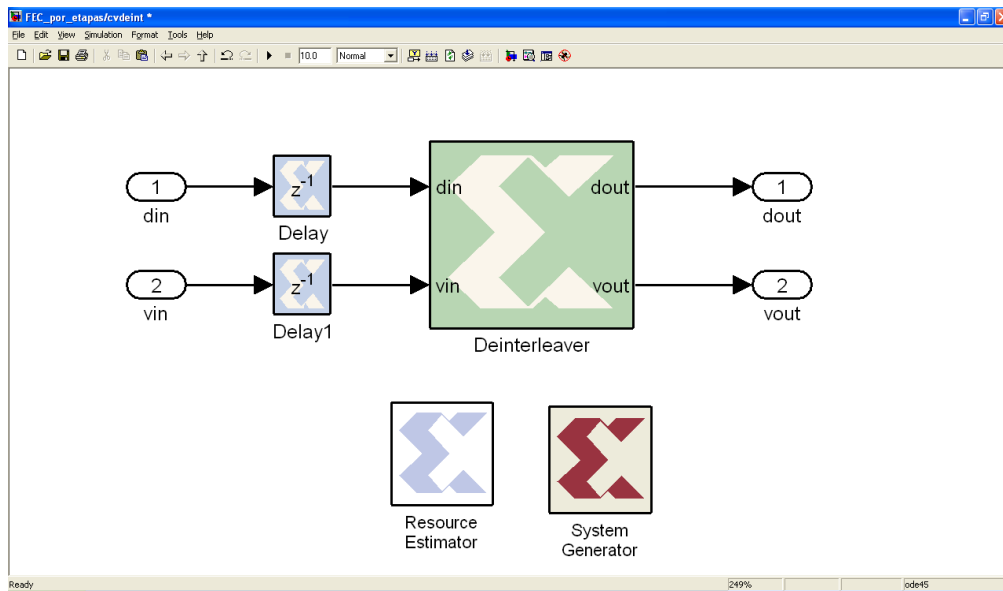 FEC_por_etapas/cvdeint *
File Edit View Simulation Format Tools Help
10.0 Normal
1 z⁻¹ din dout 1
din Delay dout
2 z⁻¹ vin vout 2
vin Delay1 vout
Deinterleaver
Resource
Estimator
System
Generator
Ready 249% ode45